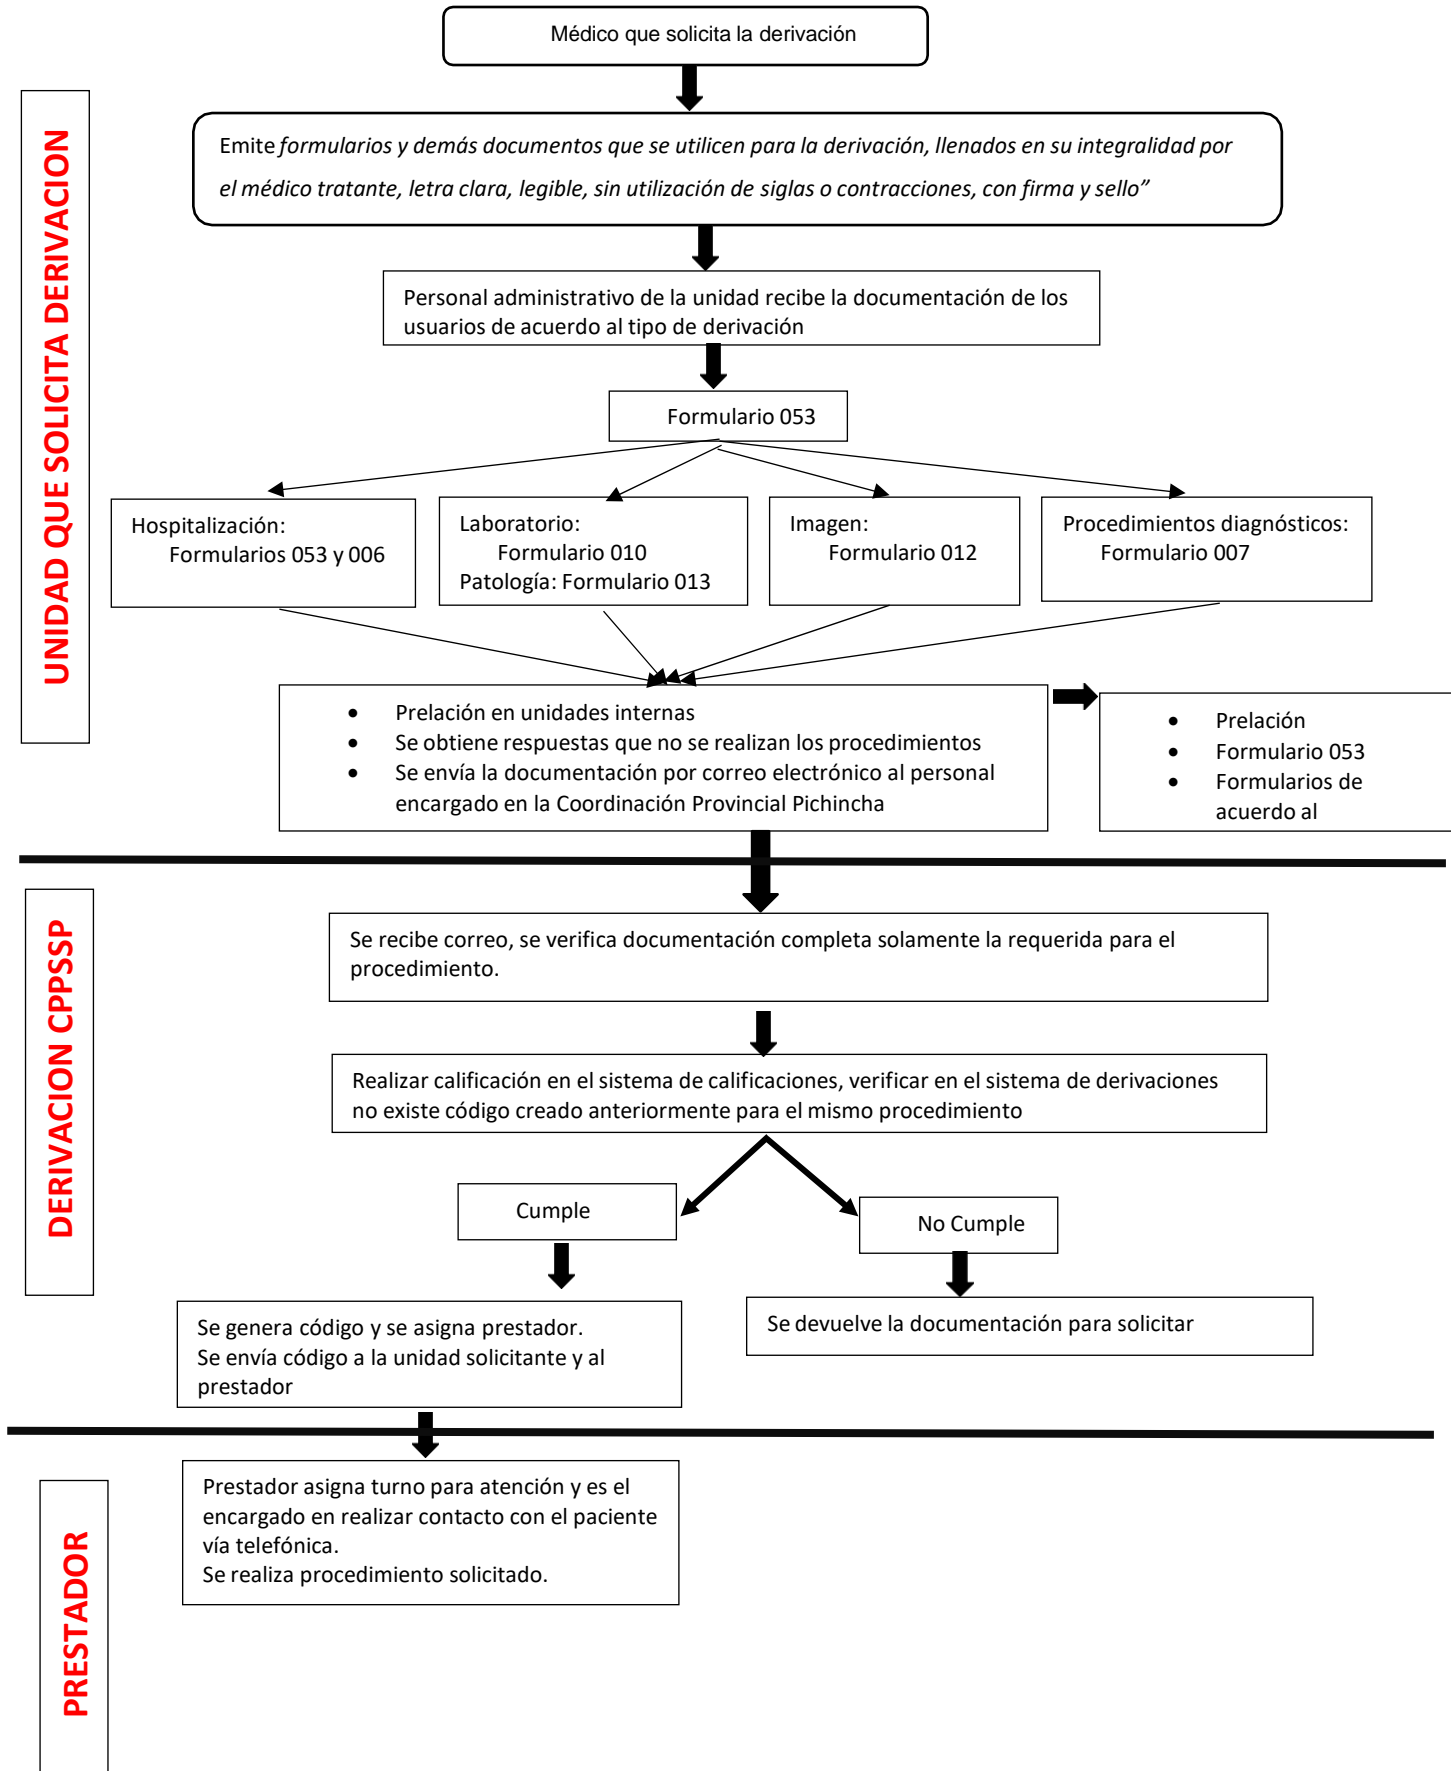 Médico que solicita la derivación
UNIDAD QUE SOLICITA DERIVACION
Emite formularios y demás documentos que se utilicen para la derivación, llenados en su integralidad por
el médico tratante, letra clara, legible, sin utilización de siglas o contracciones, con firma y sello”
Personal administrativo de la unidad recibe la documentación de los
usuarios de acuerdo al tipo de derivación
Formulario 053
Hospitalización:
Formularios 053 y 006
Laboratorio:
Formulario 010
Patología: Formulario 013
Imagen:
Formulario 012
Procedimientos diagnósticos:
Formulario 007
• Prelación en unidades internas
• Se obtiene respuestas que no se realizan los procedimientos
• Se envía la documentación por correo electrónico al personal
encargado en la Coordinación Provincial Pichincha
• Prelación
• Formulario 053
• Formularios de
acuerdo al
DERIVACION CPPSSP
Se recibe correo, se verifica documentación completa solamente la requerida para el
procedimiento.
Realizar calificación en el sistema de calificaciones, verificar en el sistema de derivaciones
no existe código creado anteriormente para el mismo procedimiento
Cumple
No Cumple
Se genera código y se asigna prestador.
Se envía código a la unidad solicitante y al
prestador
Se devuelve la documentación para solicitar
PRESTADOR
Prestador asigna turno para atención y es el
encargado en realizar contacto con el paciente
vía telefónica.
Se realiza procedimiento solicitado.